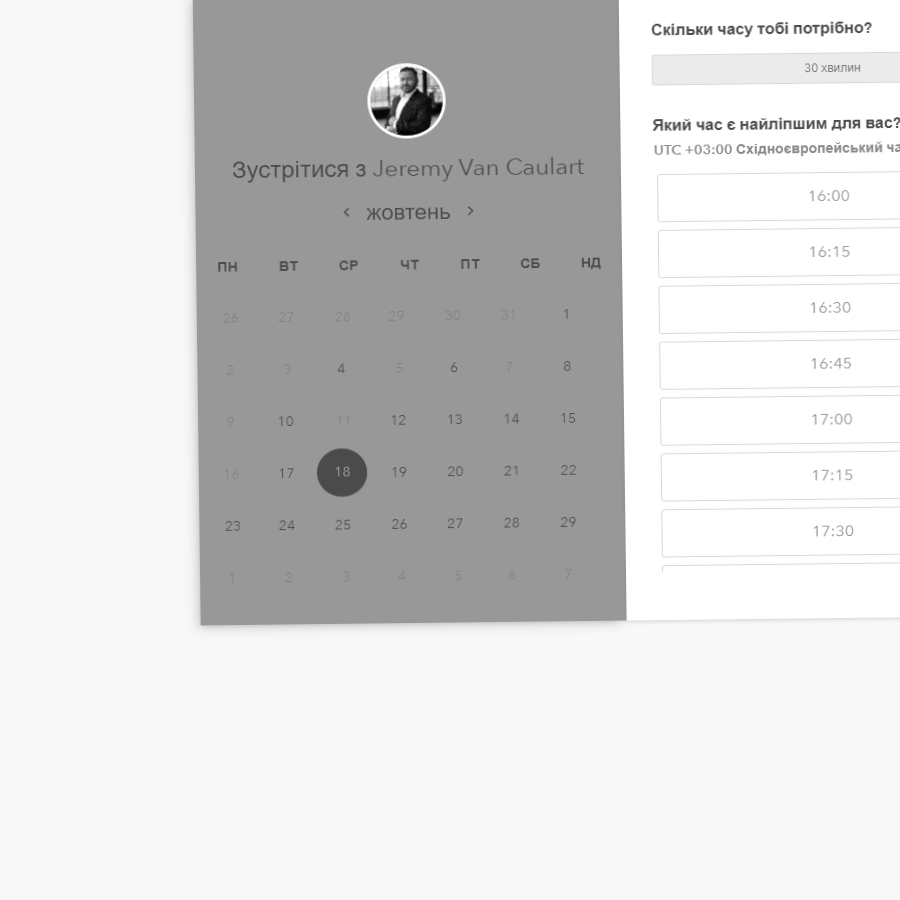 Зустрітися з Jeremy Van Caulart
‹ жовтень ›
ПН ВТ СР ЧТ ПТ СБ НД
26 27 28 29 30 31 1
2 3 4 5 6 7 8
9 10 11 12 13 14 15
16 17 18 19 20 21 22
23 24 25 26 27 28 29
1 2 3 4 5 6 7
Скільки часу тобі потрібно?
30 хвилин
Який час є найліпшим для вас?
UTC +03:00 Східноєвропейський ча
16:00
16:15
16:30
16:45
17:00
17:15
17:30